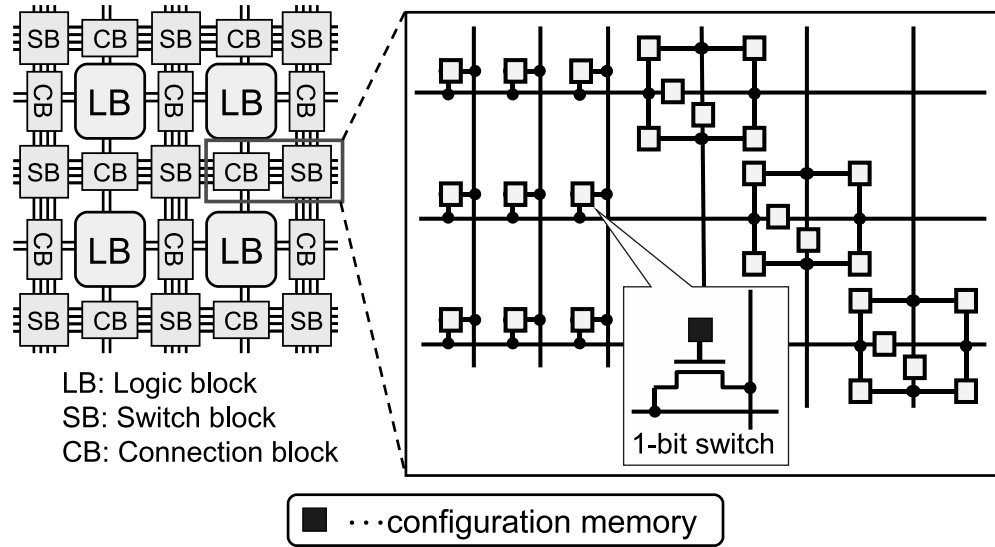 SB CB SB CB SB
CB LB CB LB CB
SB CB SB CB SB
CB LB CB LB CB
SB CB SB CB SB
LB: Logic block
SB: Switch block
CB: Connection block
1-bit switch
···configuration memory